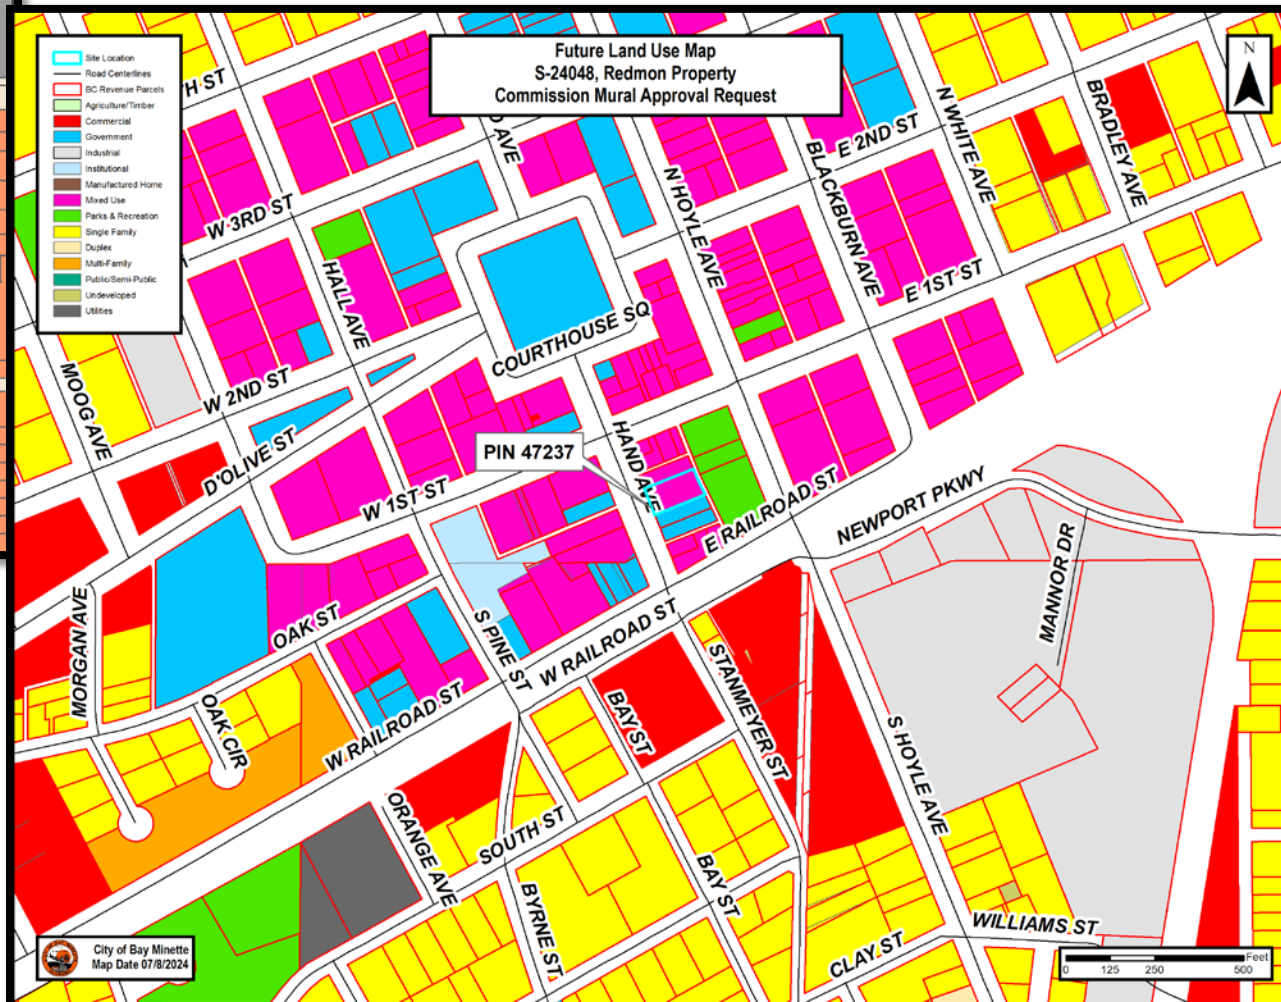 Future Land Use Map
S-24048, Redmon Property
Commission Mural Approval Request
N
Site Location
Road Centerlines
BC Revenue Parcels
Agriculture/Timber
Commercial
Government
Industrial
Institutional
Manufactured Home
Mixed Use
Parks & Recreation
Single Family
Duplex
Multi-Family
Public/Semi-Public
Undeveloped
Utilities
TH ST
W 3RD ST
D AVE
N HOYLE AVE
BLACKBURN AVE
E 2ND ST
N WHITE AVE
BRADLEY AVE
E 1ST ST
HALL AVE
COURTHOUSE SQ
MOOG AVE
W 2ND ST
D'OLIVE ST
W 1ST ST
PIN 47237
HAND AVE
E RAILROAD ST
NEWPORT PKWY
MANNOR DR
MORGAN AVE
OAK ST
S PINE ST
W RAILROAD ST
OAK CIR
W RAILROAD ST
BAY ST
STANMEYER ST
S HOYLE AVE
ORANGE AVE
SOUTH ST
BYRNE ST
BAY ST
CLAY ST
WILLIAMS ST
City of Bay Minette
Map Date 07/8/2024
Feet
0 125 250 500